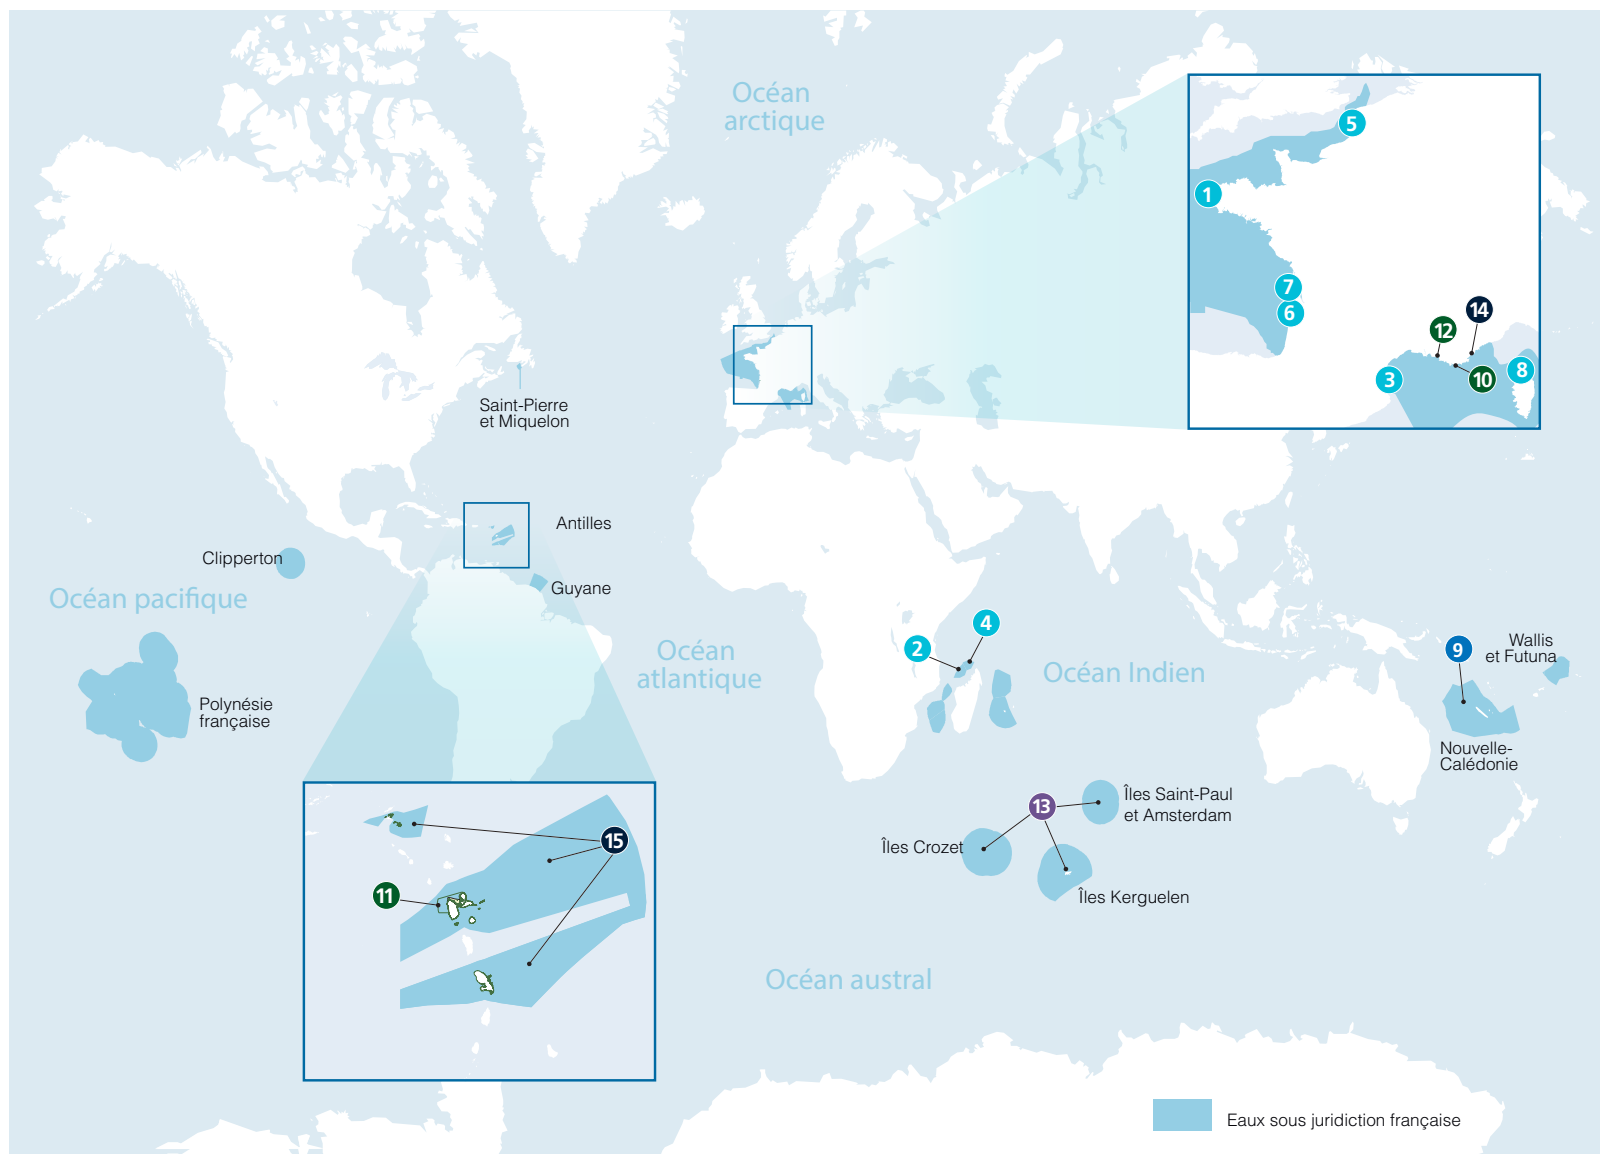 Océan
arctique
5
1
7
6
14
12
3
8
10
Saint-Pierre
et Miquelon
Antilles
Clipperton
Guyane
Océan pacifique
Polynésie
française
Océan
atlantique
2
4
Océan Indien
9
Wallis
et Futuna
Nouvelle-
Calédonie
13
Îles Saint-Paul
et Amsterdam
Îles Crozet
Îles Kerguelen
15
11
Océan austral
Eaux sous juridiction française